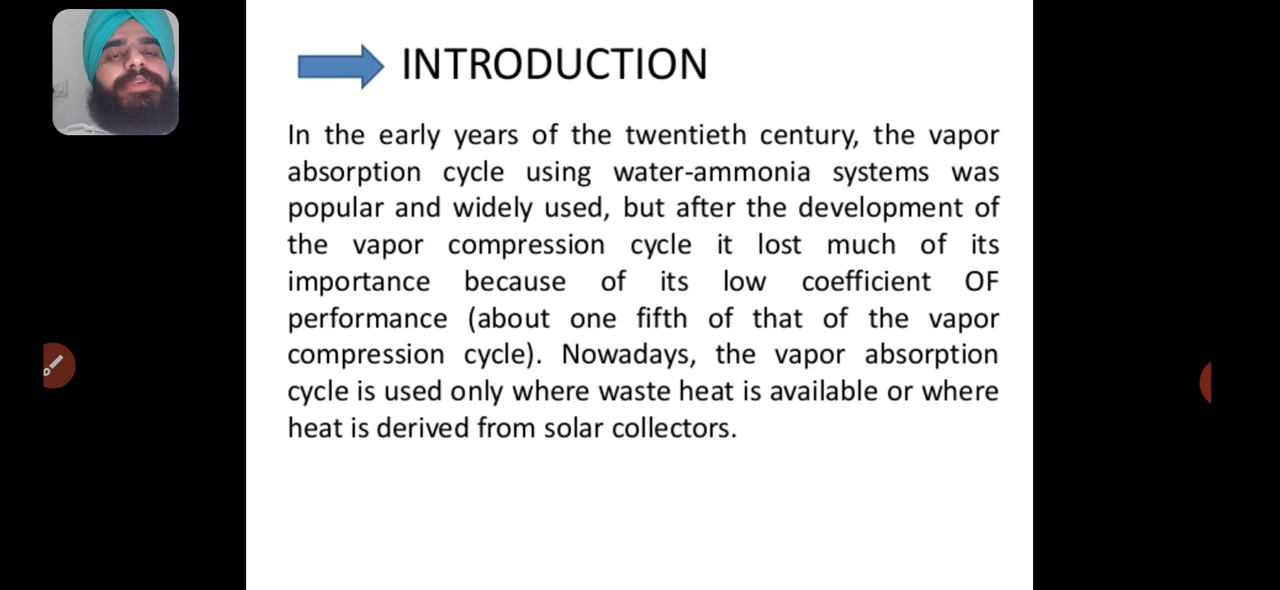 INTRODUCTION
In the early years of the twentieth century, the vapor
absorption cycle using water-ammonia systems was
popular and widely used, but after the development of
the vapor compression cycle it lost much of its
importance because of its low coefficient OF
performance (about one fifth of that of the vapor
compression cycle). Nowadays, the vapor absorption
cycle is used only where waste heat is available or where
heat is derived from solar collectors.